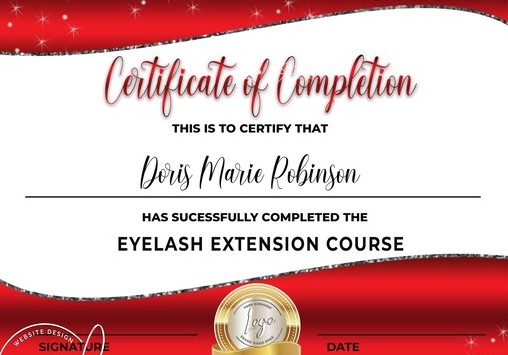 Certificate of Completion
THIS IS TO CERTIFY THAT
Doris Marie Robinson
HAS SUCESSFULLY COMPLETED THE
EYELASH EXTENSION COURSE
Logo
WEBSITE DESIGN
SIGNATURE
DATE